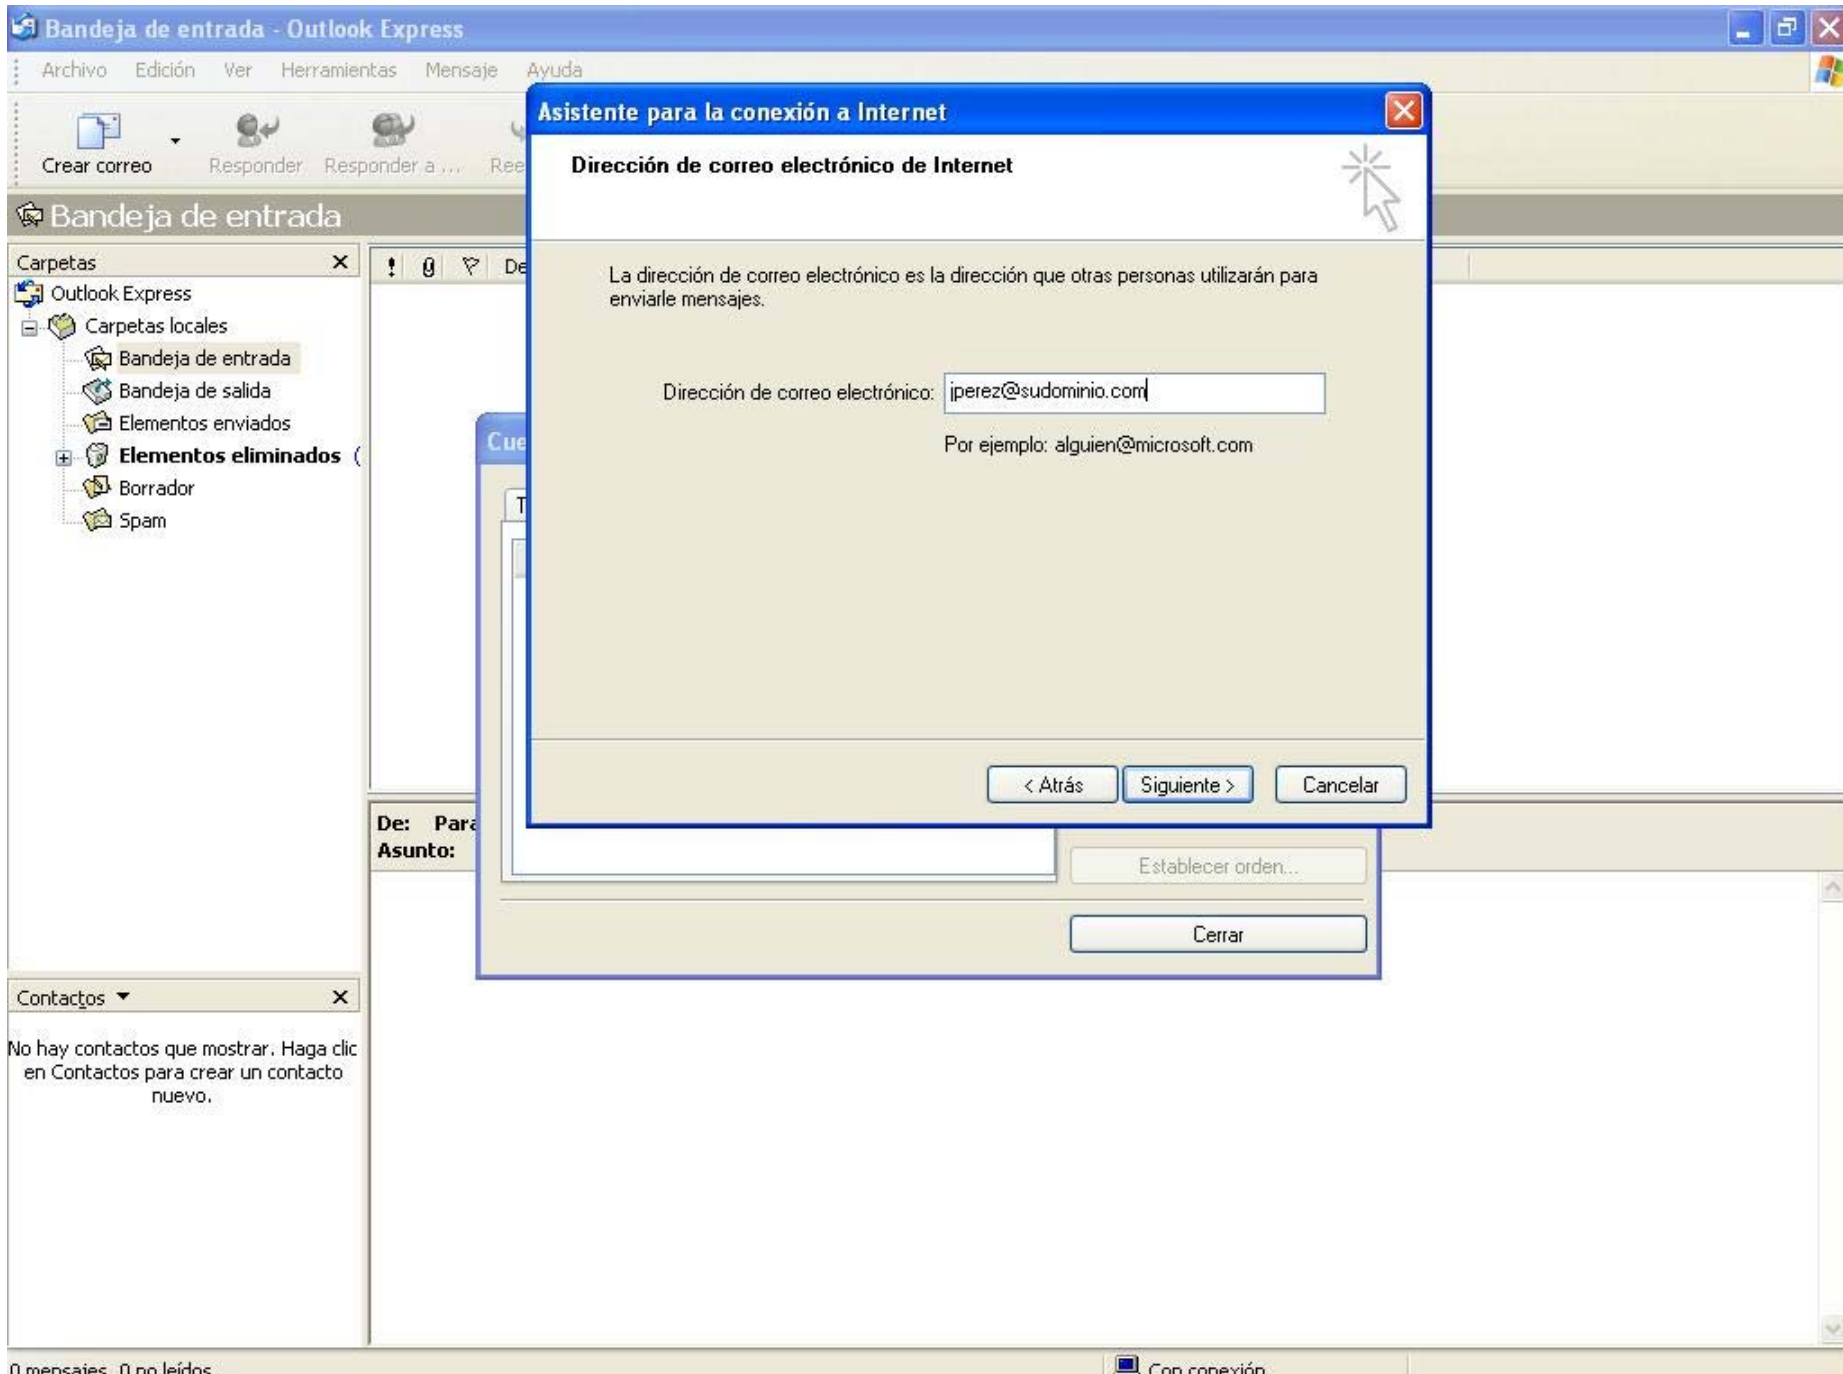 Bandeja de entrada - Outlook Express
Archivo Edición Ver Herramientas Mensaje Ayuda
Crear correo Responder Responder a ... Ree
Bandeja de entrada
Carpetas
Outlook Express
Carpetas locales
Bandeja de entrada
Bandeja de salida
Elementos enviados
Elementos eliminados (
Borrador
Spam
Contactos
No hay contactos que mostrar. Haga clic
en Contactos para crear un contacto
nuevo.
! De
De: Para
Asunto:
Cue
T
Asistente para la conexión a Internet
Dirección de correo electrónico de Internet
La dirección de correo electrónico es la dirección que otras personas utilizarán para
enviarle mensajes.
Dirección de correo electrónico: jperez@sudominio.com
Por ejemplo: alguien@microsoft.com
< Atrás Siguiente > Cancelar
Establecer orden...
Cerrar
0 mensajes, 0 no leídos Con conexión